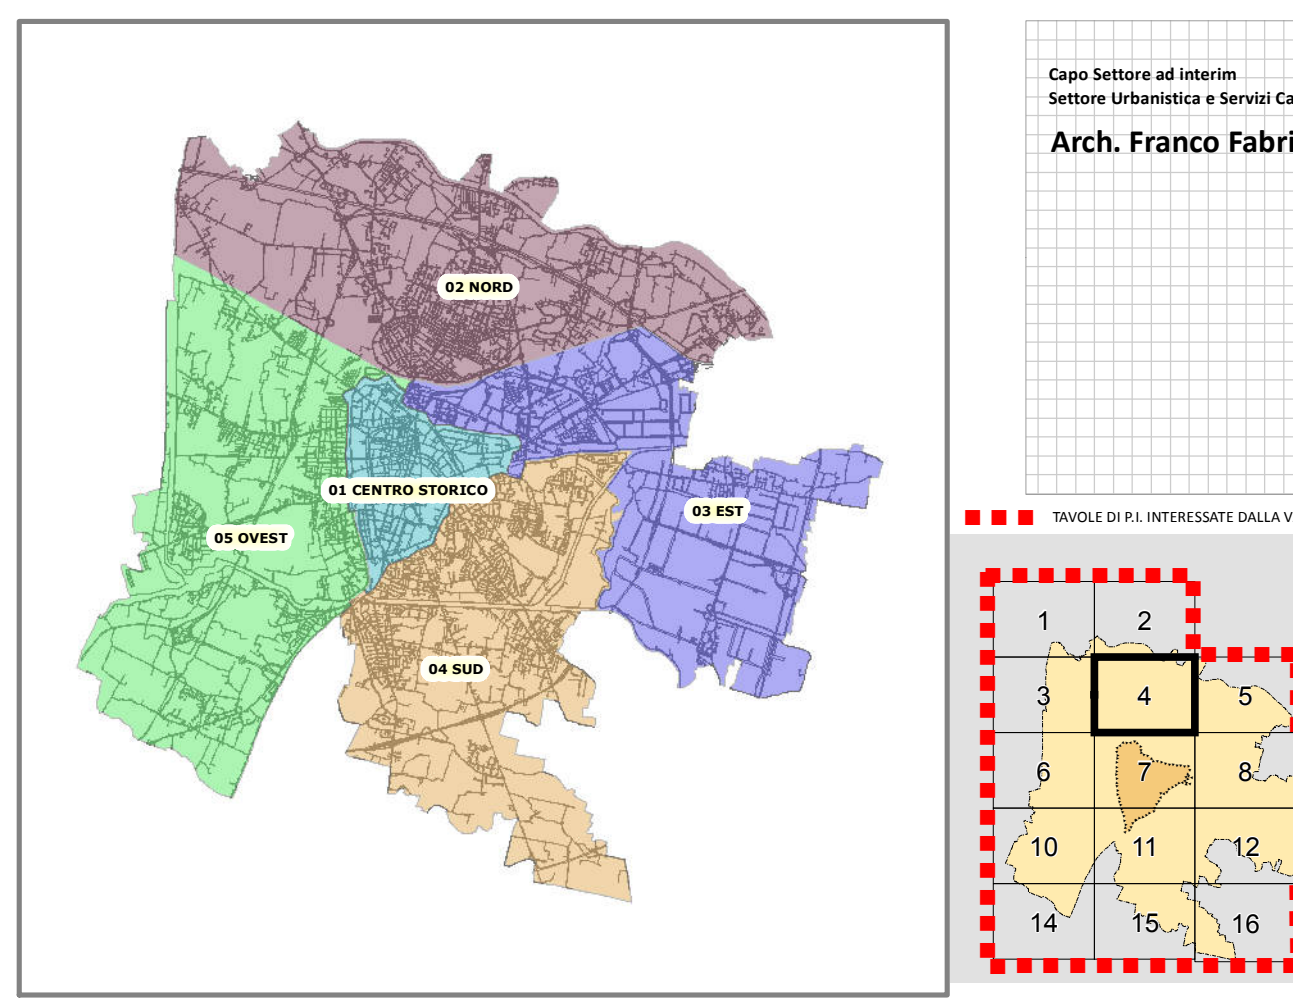 02 NORD
01 CENTRO STORICO
03 EST
05 OVEST
04 SUD
Capo Settore ad interim
Settore Urbanistica e Servizi Ca
Arch. Franco Fabri
TAVOLE DI P.I. INTERESSATE DALLA V
1 2
3 4 5
6 7 8
10 11 12
14 15 16